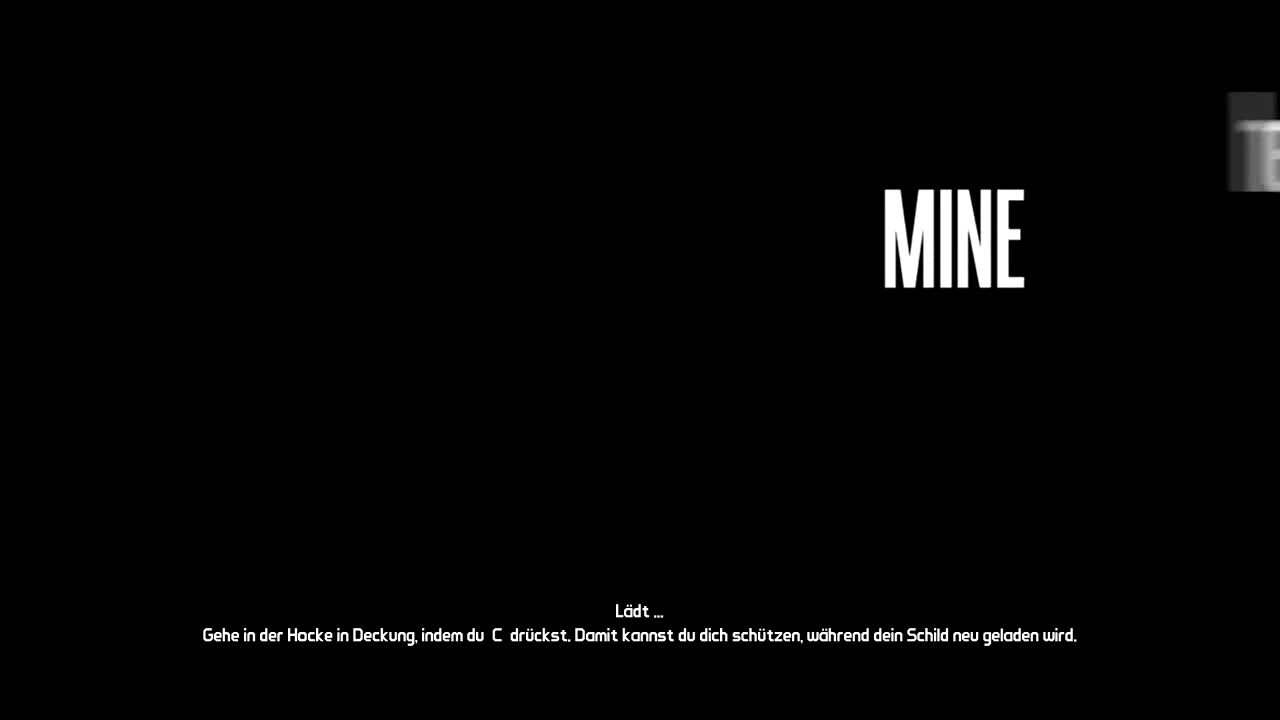 MINE
Lädt ...
Gehe in der Hocke in Deckung, indem du C drückst. Damit kannst du dich schützen, während dein Schild neu geladen wird.